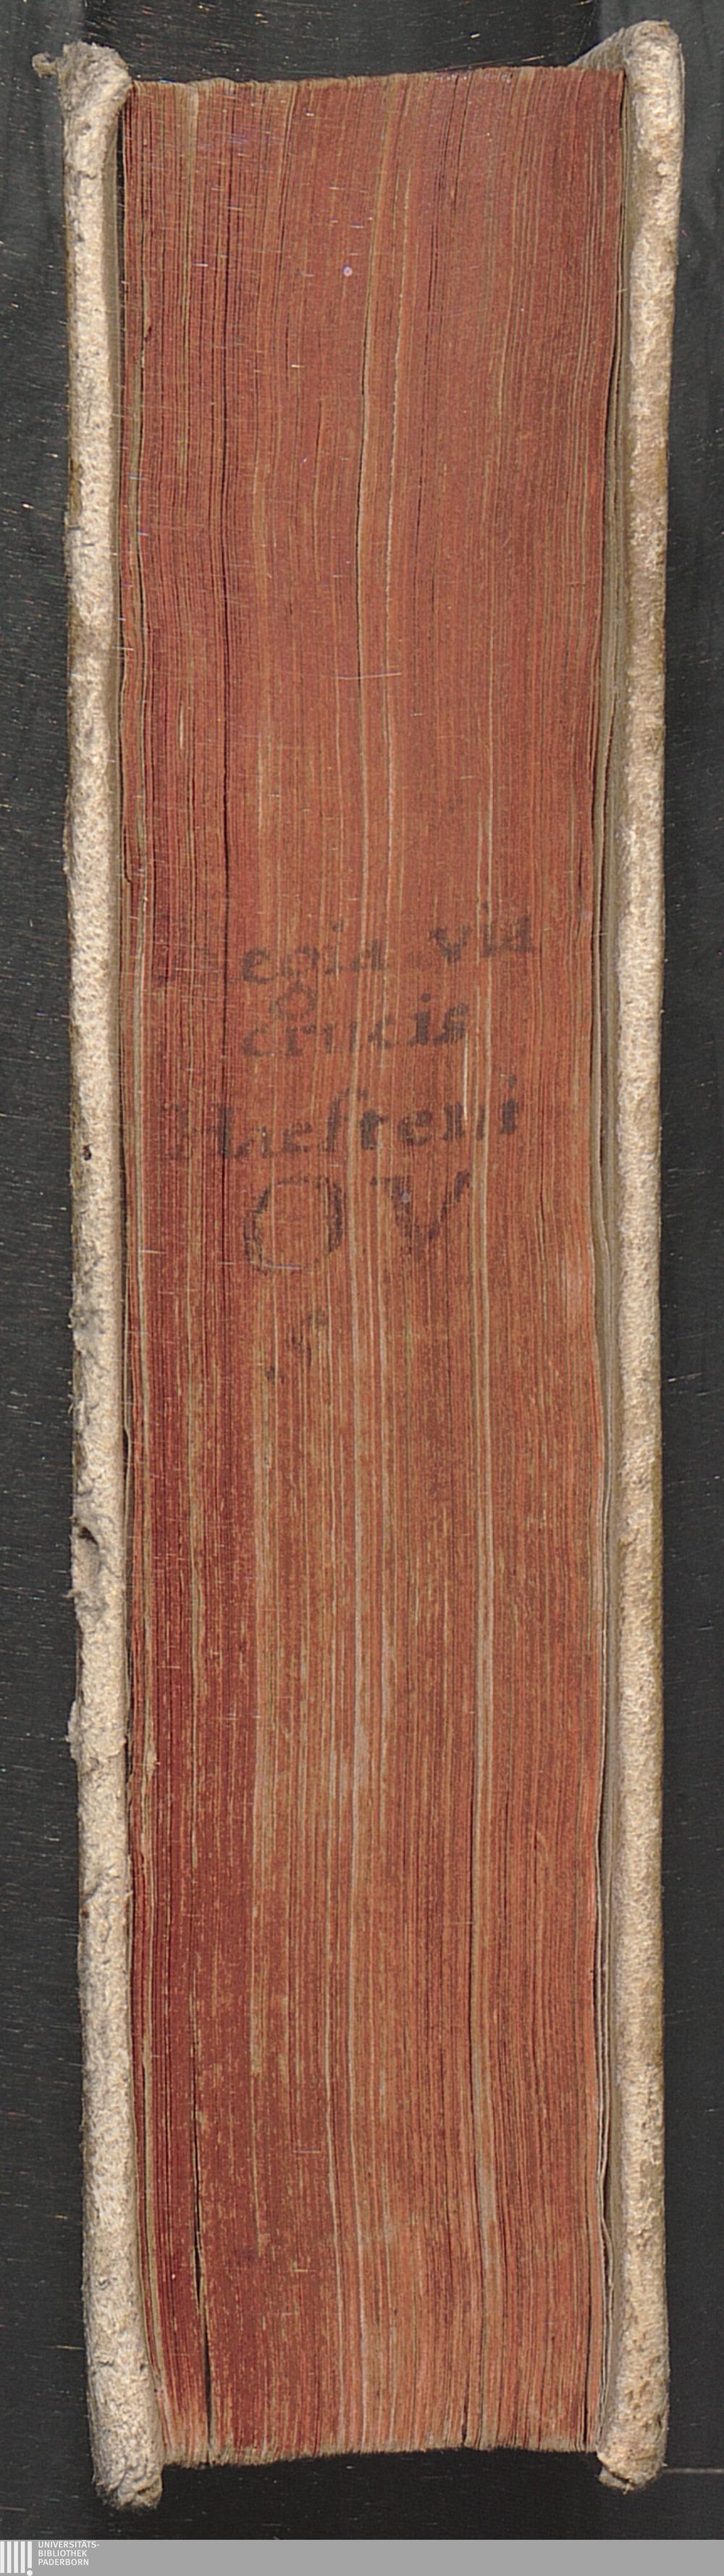 Regia via
crucis
Haefteni
OV
UNIVERSITÄTS-
BIBLIOTHEK
PADERBORN